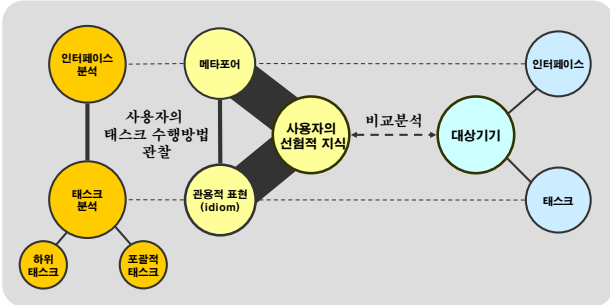 인터페이스
분석
메타포어
인터페이스
사용자의
태스크 수행방법
관찰
사용자의
선험적 지식
비교분석
대상기기
태스크
분석
관용적 표현
(idiom)
태스크
하위
태스크
포괄적
태스크